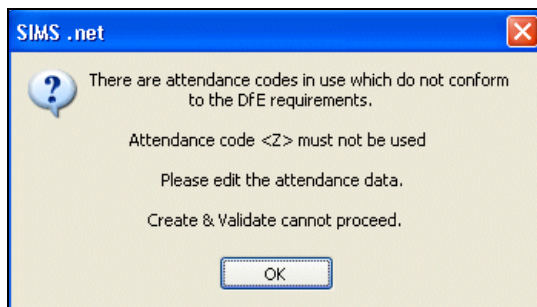 SIMS .net
There are attendance codes in use which do not conform
to the DfE requirements.
Attendance code <Z> must not be used
Please edit the attendance data.
Create & Validate cannot proceed.
OK